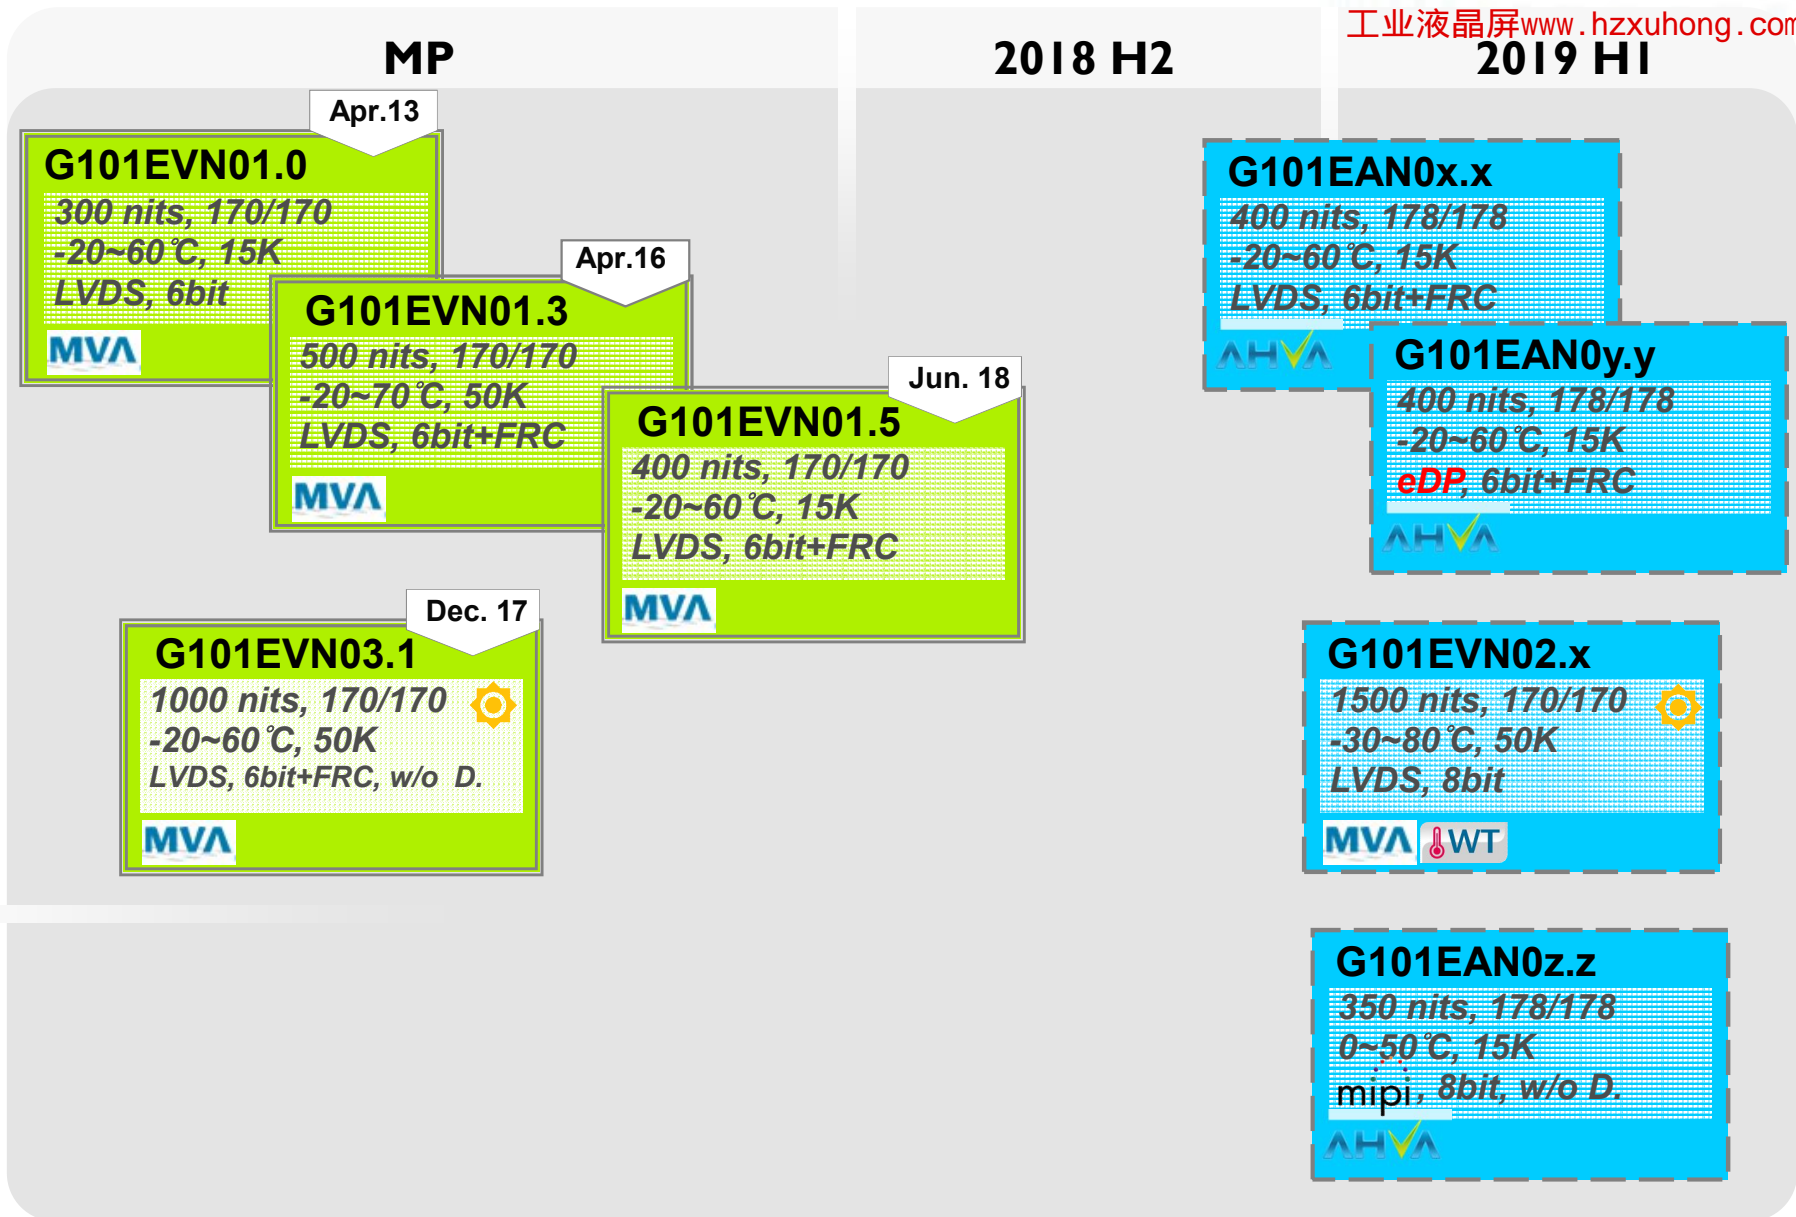 工业液晶屏www.hzxuhong.com
MP
2018 H2
2019 H1
Apr.13
G101EVN01.0
300 nits, 170/170
-20~60℃, 15K
LVDS, 6bit
MVA
Apr.16
G101EVN01.3
500 nits, 170/170
-20~70℃, 50K
LVDS, 6bit+FRC
MVA
Jun. 18
G101EVN01.5
400 nits, 170/170
-20~60℃, 15K
LVDS, 6bit+FRC
MVA
Dec. 17
G101EVN03.1
1000 nits, 170/170
-20~60℃, 50K
LVDS, 6bit+FRC, w/o D.
MVA
G101EAN0x.x
400 nits, 178/178
-20~60℃, 15K
LVDS, 6bit+FRC
AHVA
G101EAN0y.y
400 nits, 178/178
-20~60℃, 15K
eDP, 6bit+FRC
AHVA
G101EVN02.x
1500 nits, 170/170
-30~80℃, 50K
LVDS, 8bit
MVA WT
G101EAN0z.z
350 nits, 178/178
0~50℃, 15K
mipi, 8bit, w/o D.
AHVA